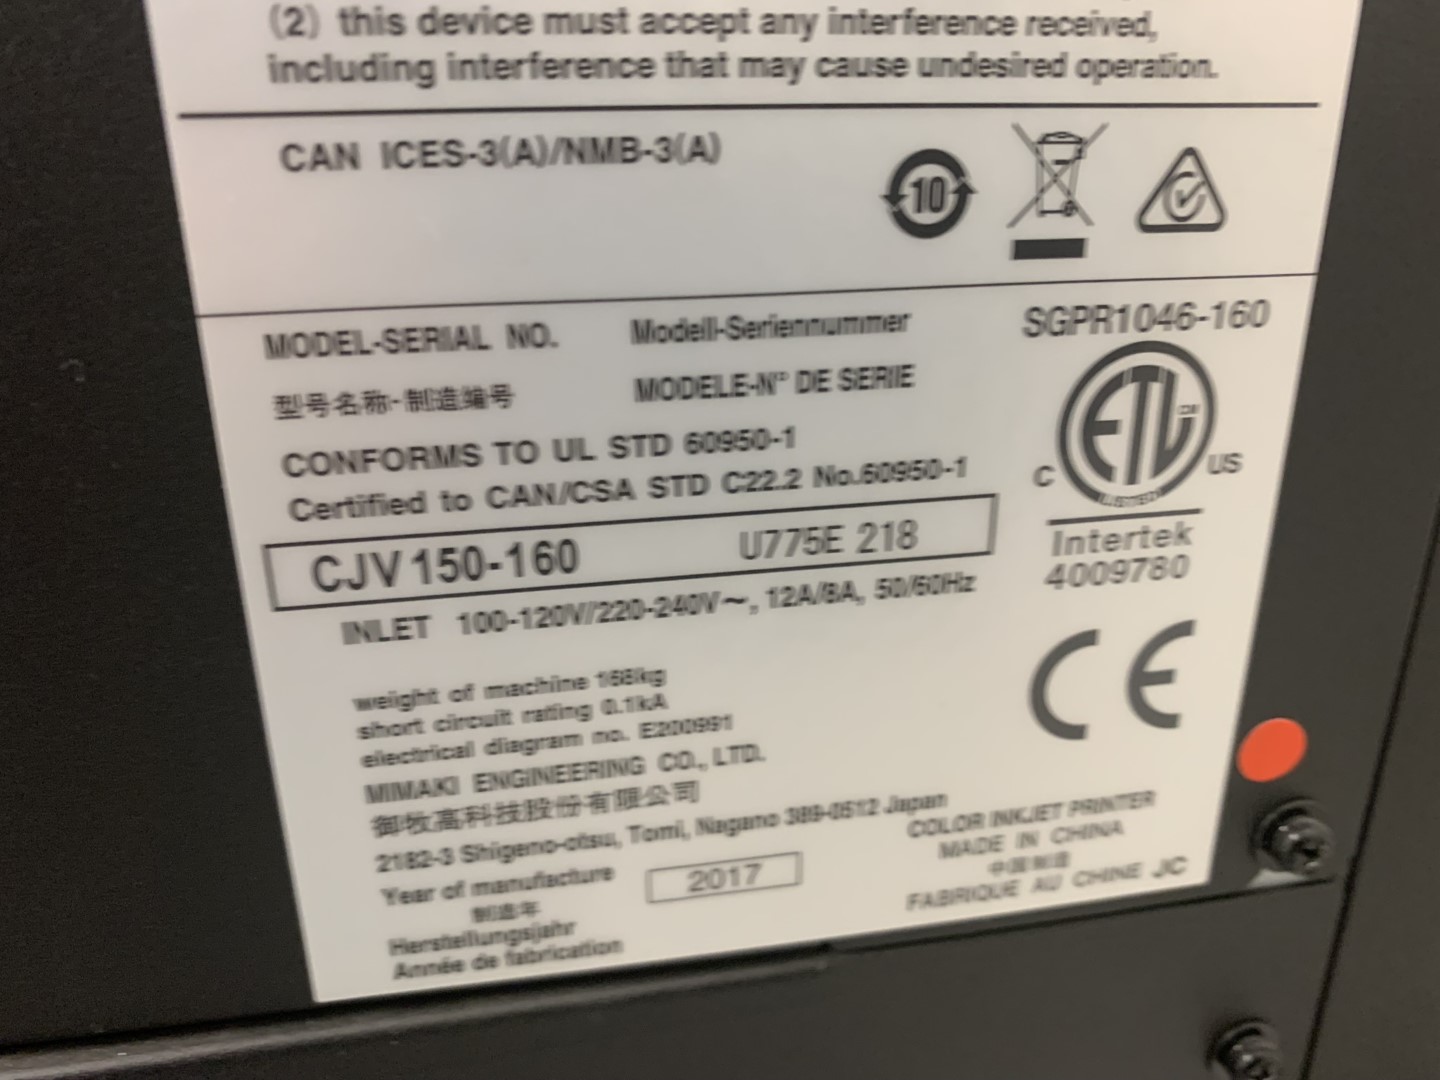 (2) this device must accept any interference received,
including interference that may cause undesired operation.
CAN ICES-3(A)/NMB-3(A)
10
MODEL-SERIAL NO. Modell-Seriennummer SGPR1046-160
型号名称-制造编号 MODELE-N° DE SERIE
CONFORMS TO UL STD 60950-1
Certified to CAN/CSA STD C22.2 No.60950-1
ETL CM
LISTED
C US
Intertek
4009780
CJV150-160 U775E 218
INLET 100-120V/220-240V~, 12A/8A, 50/60Hz
CE
weight of machine 168kg
short circuit rating 0.1kA
electrical diagram no. E200991
MIMAKI ENGINEERING CO., LTD.
御牧高科技股份有限公司
2182-3 Shigeno-otsu, Tomi, Nagano 389-0512 Japan
Year of manufacture 2017
制造年
Herstellungsjahr
Année de fabrication
COLOR INKJET PRINTER
MADE IN CHINA
中国制造
FABRIQUE AU CHINE JC